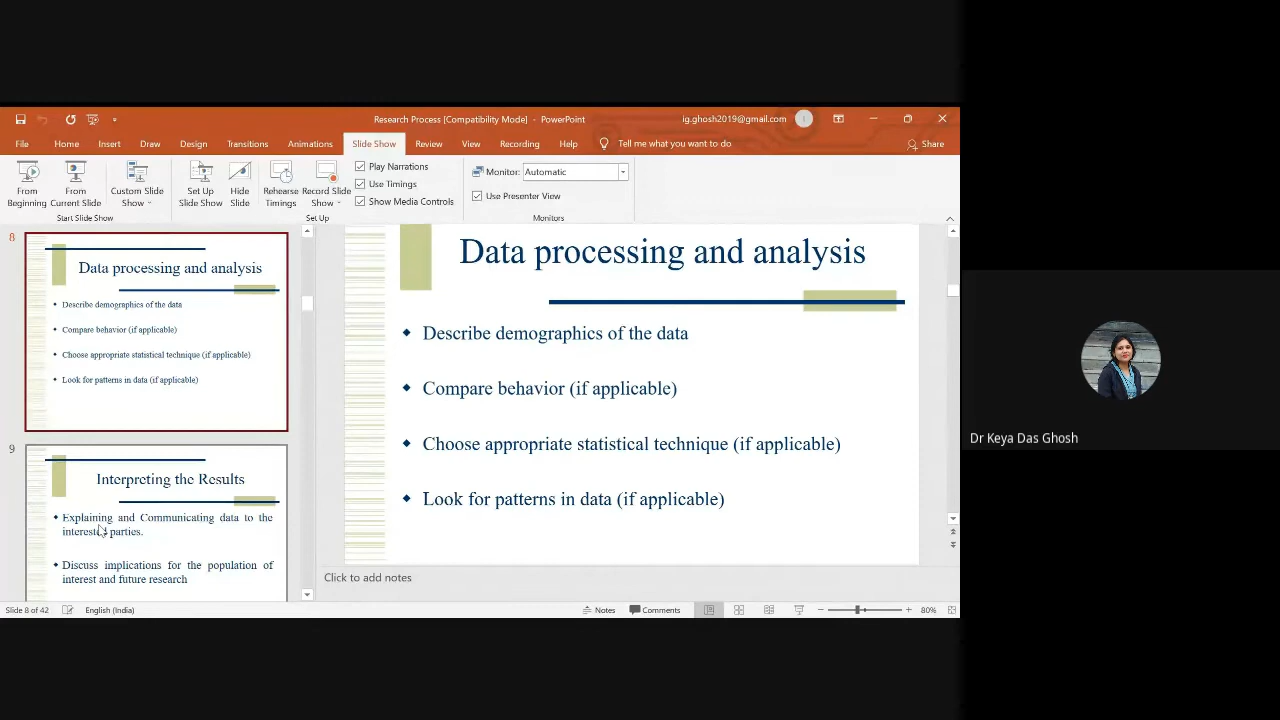 Research Process [Compatibility Mode] - PowerPoint
ig.ghosh2019@gmail.com
File Home Insert Draw Design Transitions Animations Slide Show Review View Recording Help Tell me what you want to do Share
From Beginning
From Current Slide
Custom Slide Show
Set Up Slide Show
Hide Slide
Rehearse Timings
Record Slide Show
Play Narrations
Use Timings
Show Media Controls
Monitor: Automatic
Use Presenter View
Start Slide Show
Set Up
Monitors
8
Data processing and analysis
Describe demographics of the data
Compare behavior (if applicable)
Choose appropriate statistical technique (if applicable)
Look for patterns in data (if applicable)
9
Interpreting the Results
Explaining and Communicating data to the
interested parties.
Discuss implications for the population of
interest and future research
Data processing and analysis
Describe demographics of the data
Compare behavior (if applicable)
Choose appropriate statistical technique (if applicable)
Look for patterns in data (if applicable)
Click to add notes
Slide 8 of 42
English (India)
Notes
Comments
80%
Dr Keya Das Ghosh